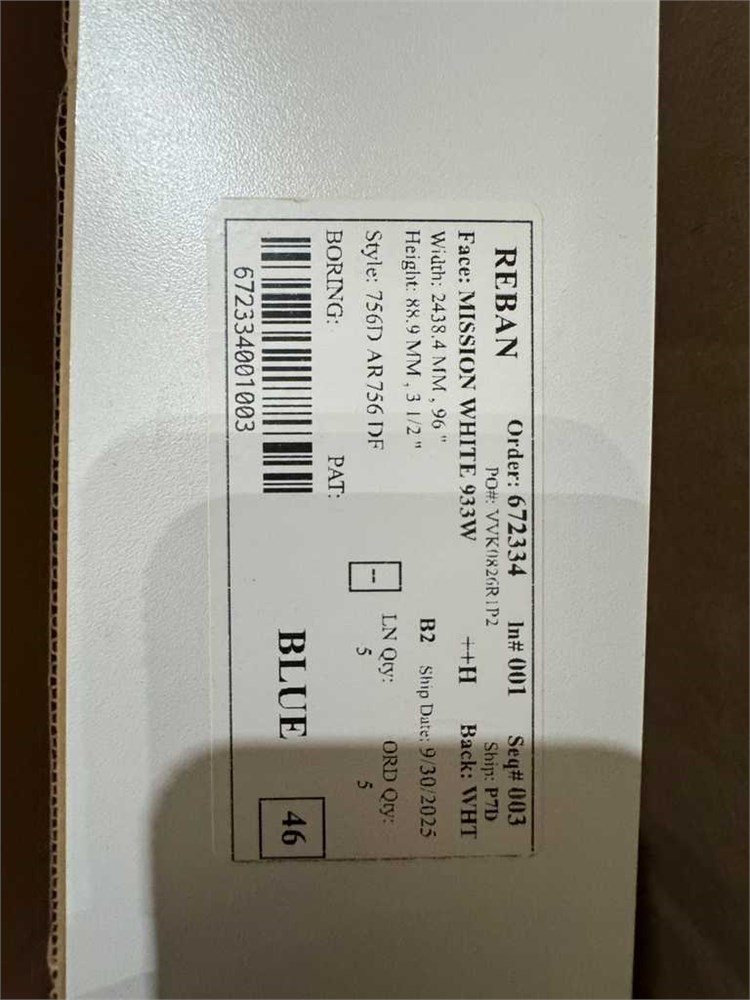 REBAN Order: 672334 ln# 001 Seq# 003
PO#: VVK0826R1P2 Ship: P7D
Face: MISSION WHITE 933W ++H Back: WHT
Width: 2438.4 MM , 96 " B2 Ship Date: 9/30/2025
Height: 88.9 MM , 3 1/2 "
Style: 756D AR756 DF -- LN Qty: ORD Qty:
5 5
BORING: PAT:
BLUE 46
672334001003